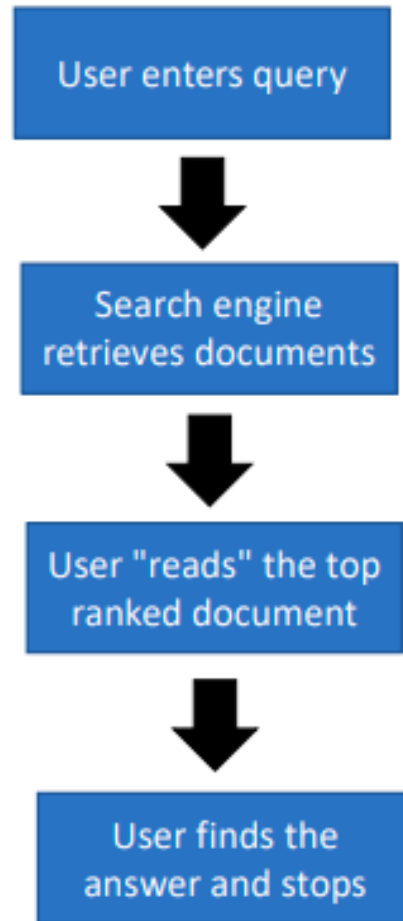 User enters query
Search engine
retrieves documents
User "reads" the top
ranked document
User finds the
answer and stops